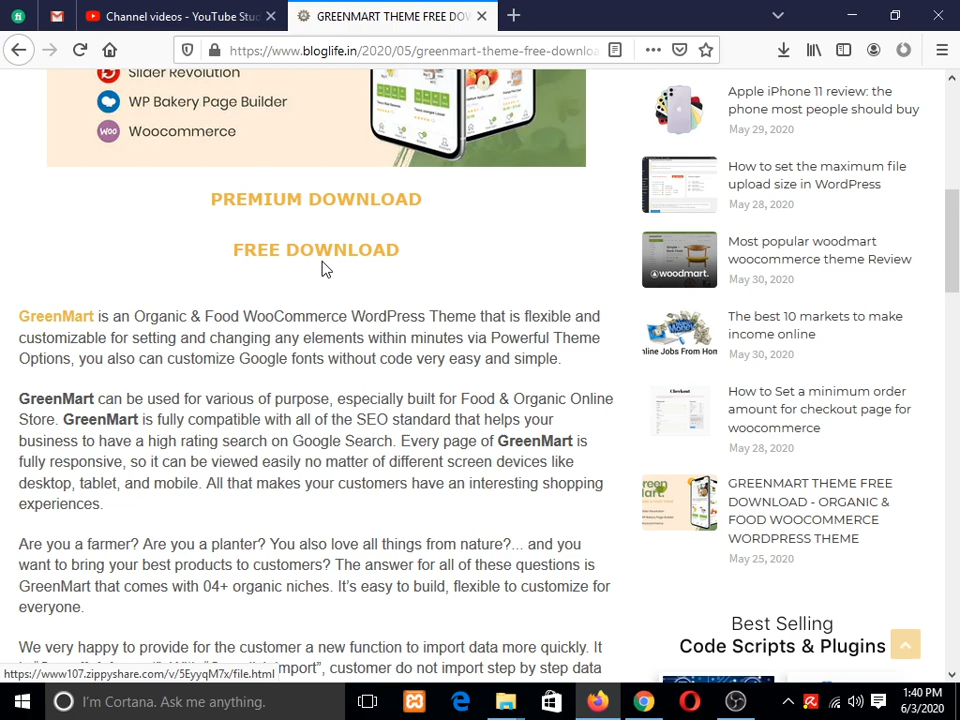 Channel videos - YouTube Stu
GREENMART THEME FREE DOW
https://www.bloglife.in/2020/05/greenmart-theme-free-downloa
Slider Revolution
WP Bakery Page Builder
Woo
Woocommerce
PREMIUM DOWNLOAD
FREE DOWNLOAD
GreenMart is an Organic & Food WooCommerce WordPress Theme that is flexible and
customizable for setting and changing any elements within minutes via Powerful Theme
Options, you also can customize Google fonts without code very easy and simple.
GreenMart can be used for various of purpose, especially built for Food & Organic Online
Store. GreenMart is fully compatible with all of the SEO standard that helps your
business to have a high rating search on Google Search. Every page of GreenMart is
fully responsive, so it can be viewed easily no matter of different screen devices like
desktop, tablet, and mobile. All that makes your customers have an interesting shopping
experiences.
Are you a farmer? Are you a planter? You also love all things from nature?... and you
want to bring your best products to customers? The answer for all of these questions is
GreenMart that comes with 04+ organic niches. It's easy to build, flexible to customize for
everyone.
We very happy to provide for the customer a new function to import data more quickly. It
import", customer do not import step by step data
https://www107.zippyshare.com/v/5EyyqM7x/file.html
Apple iPhone 11 review: the
phone most people should buy
May 29, 2020
How to set the maximum file
upload size in WordPress
May 28, 2020
woodmart.
Most popular woodmart
woocommerce theme Review
May 30, 2020
nline Jobs From Hom
The best 10 markets to make
income online
May 30, 2020
Checkout
How to Set a minimum order
amount for checkout page for
woocommerce
May 28, 2020
GREENMART THEME FREE
DOWNLOAD - ORGANIC &
FOOD WOOCOMMERCE
WORDPRESS THEME
May 25, 2020
Best Selling
Code Scripts & Plugins
I'm Cortana. Ask me anything.
1:40 PM
6/3/2020